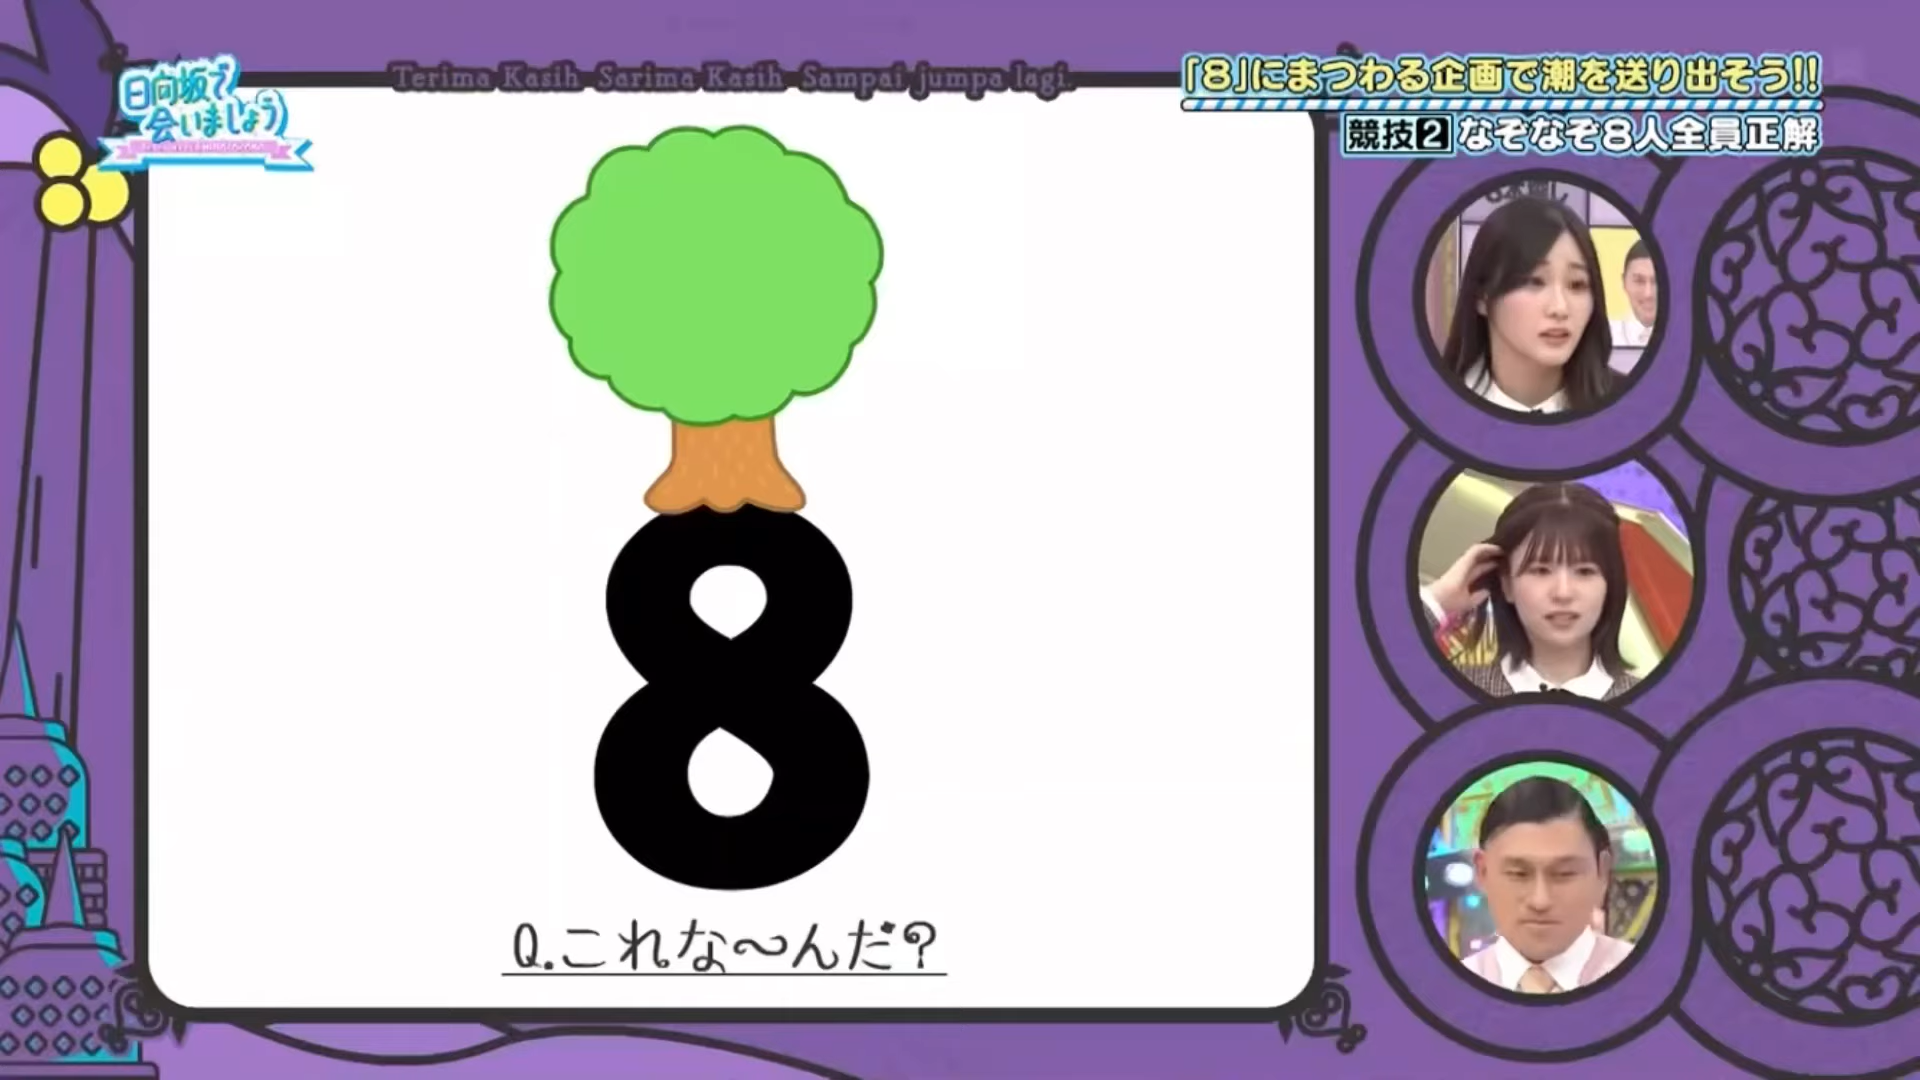 Terima Kasih Sarima Kasih Sampai jumpa lagi.
日向坂で
会いましょう
「8」にまつわる企画で潮を送り出そう!!
競技2 なぞなぞ8人全員正解
8
Q.これな〜んだ?